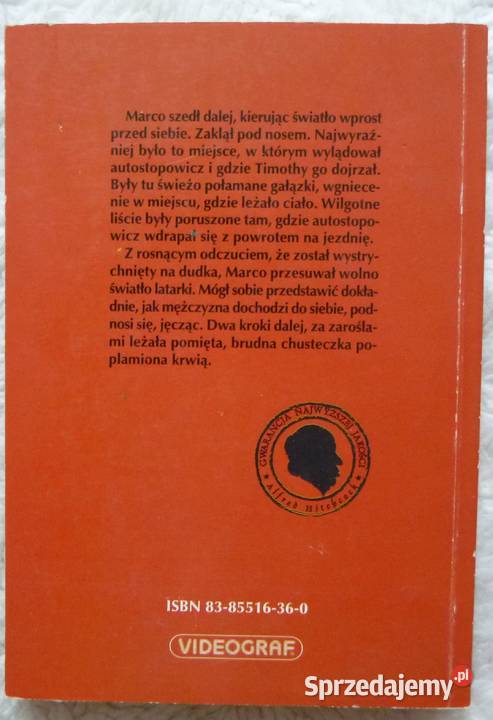 Marco szedł dalej, kierując światło wprost
przed siebie. Zaklął pod nosem. Najwyraź-
niej było to miejsce, w którym wylądował
autostopowicz i gdzie Timothy go dojrzał.
Były tu świeżo połamane gałązki, wgniece-
nie w miejscu, gdzie leżało ciało. Wilgotne
liście były poruszone tam, gdzie autostopo-
wicz wdrapał się z powrotem na jezdnię.
Z rosnącym odczuciem, że został wystry-
chnięty na dudka, Marco przesuwał wolno
światło latarki. Mógł sobie przedstawić dokła-
dnie, jak mężczyzna dochodzi do siebie, pod-
nosi się, jęcząc. Dwa kroki dalej, za zarośla-
mi leżała pomięta, brudna chusteczka po-
plamiona krwią.
GWARANCJA NAJWYŻSZEJ JAKOŚCI
Alfred Hitchcock
ISBN 83-85516-36-0
VIDEOGRAF
Sprzedajemy.pl